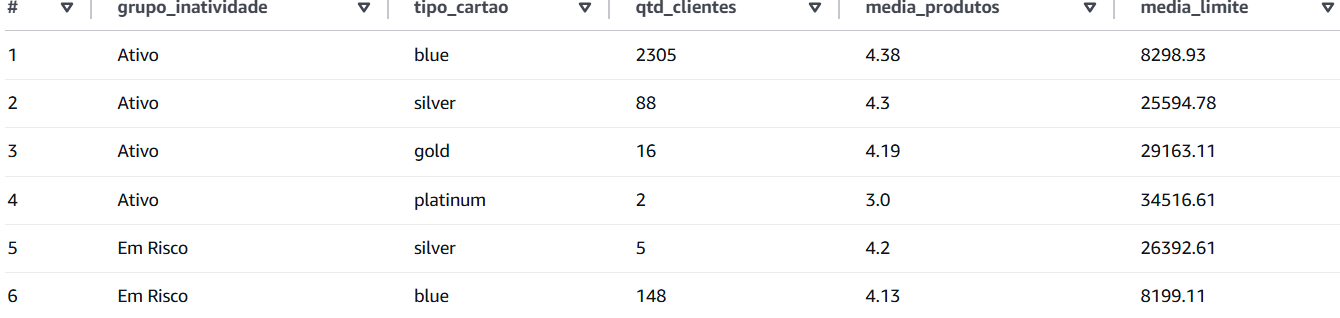 # grupo_inatividade tipo_cartao qtd_clientes media_produtos media_limite
1 Ativo blue 2305 4.38 8298.93
2 Ativo silver 88 4.3 25594.78
3 Ativo gold 16 4.19 29163.11
4 Ativo platinum 2 3.0 34516.61
5 Em Risco silver 5 4.2 26392.61
6 Em Risco blue 148 4.13 8199.11